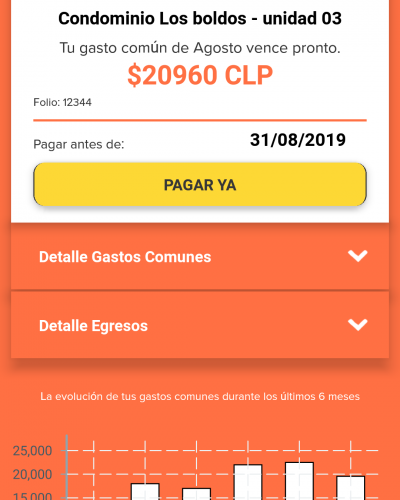 Condominio Los boldos - unidad 03
Tu gasto común de Agosto vence pronto.
$20960 CLP
Folio: 12344
Pagar antes de:
31/08/2019
PAGAR YA
Detalle Gastos Comunes
Detalle Egresos
La evolución de tus gastos comunes durante los últimos 6 meses
25,000
20,000
15,000